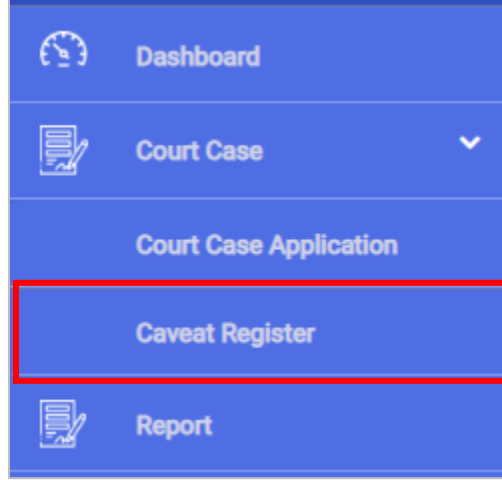 Dashboard
Court Case
Court Case Application
Caveat Register
Report